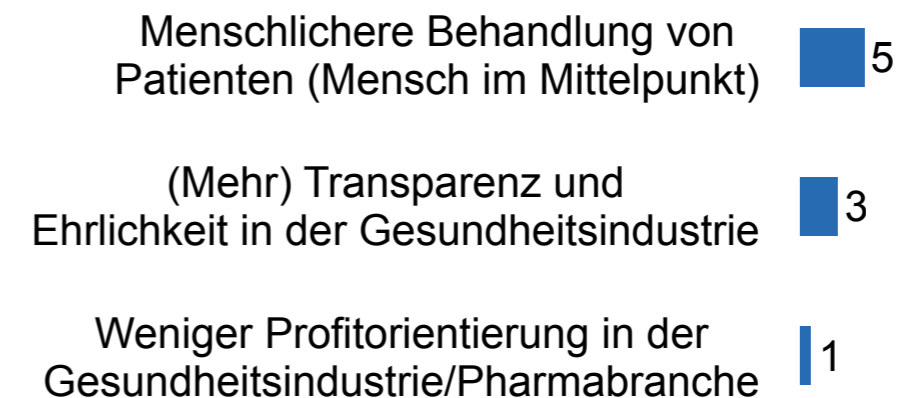 Menschlichere Behandlung von
Patienten (Mensch im Mittelpunkt)
5
(Mehr) Transparenz und
Ehrlichkeit in der Gesundheitsindustrie
3
Weniger Profitorientierung in der
Gesundheitsindustrie/Pharmabranche
1